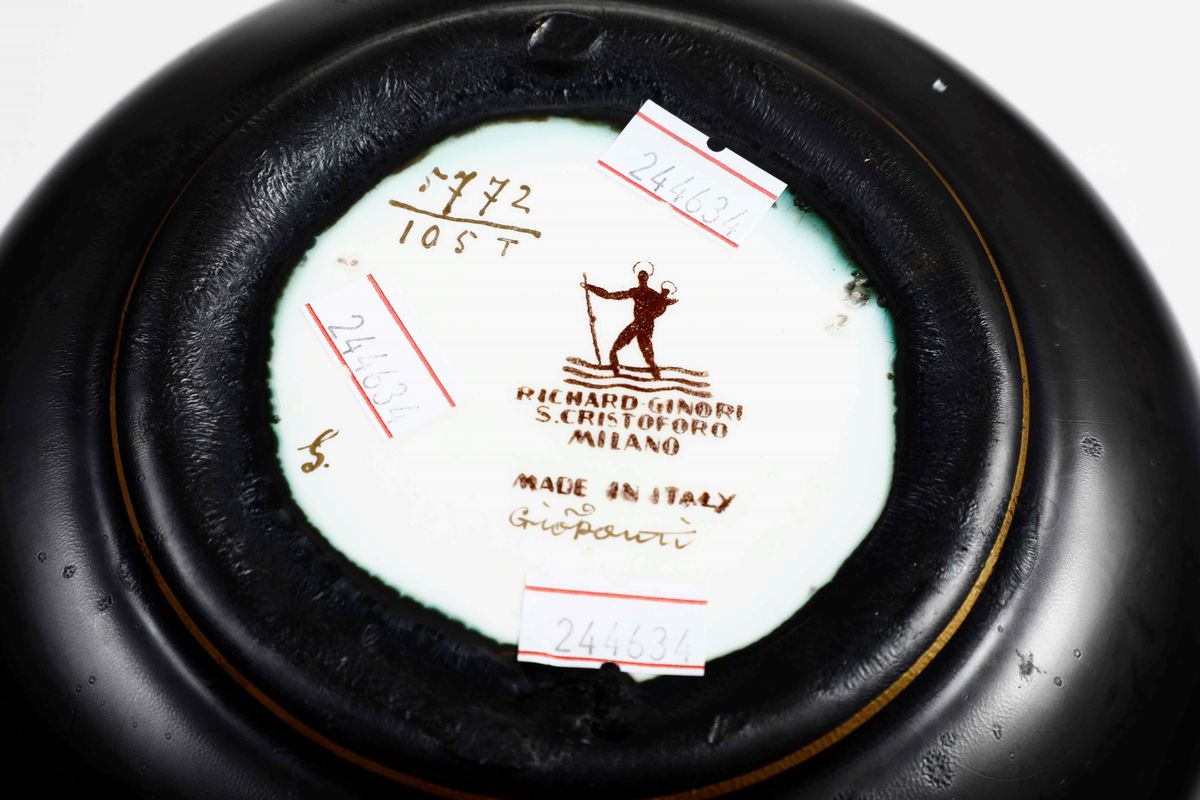 244634
5772
105 T
244634
RICHARD-GINORI
S.CRISTOFORO
MILANO
S.
MADE IN ITALY
Gioponti
244634